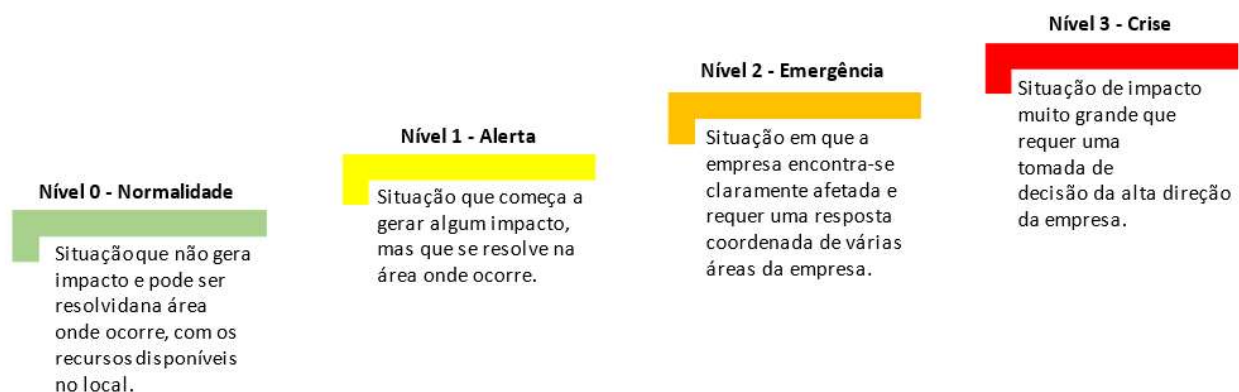 Nível 0 - Normalidade
Situaçãoque não gera
impacto e pode ser
resolvidana área
onde ocorre, com os
recursos disponíveis
no local.
Nível 1 - Alerta
Situação que começa a
gerar algum impacto,
mas que se resolve na
área onde ocorre.
Nível 2 - Emergência
Situação em que a
empresa encontra-se
claramente afetada e
requer uma resposta
coordenada de várias
áreas da empresa.
Nível 3 - Crise
Situação de impacto
muito grande que
requer uma
tomada de
decisão da alta direção
da empresa.